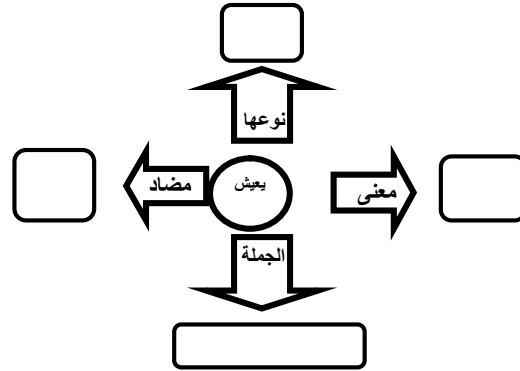 نوعها
معنى
يعيش
مضاد
الجملة